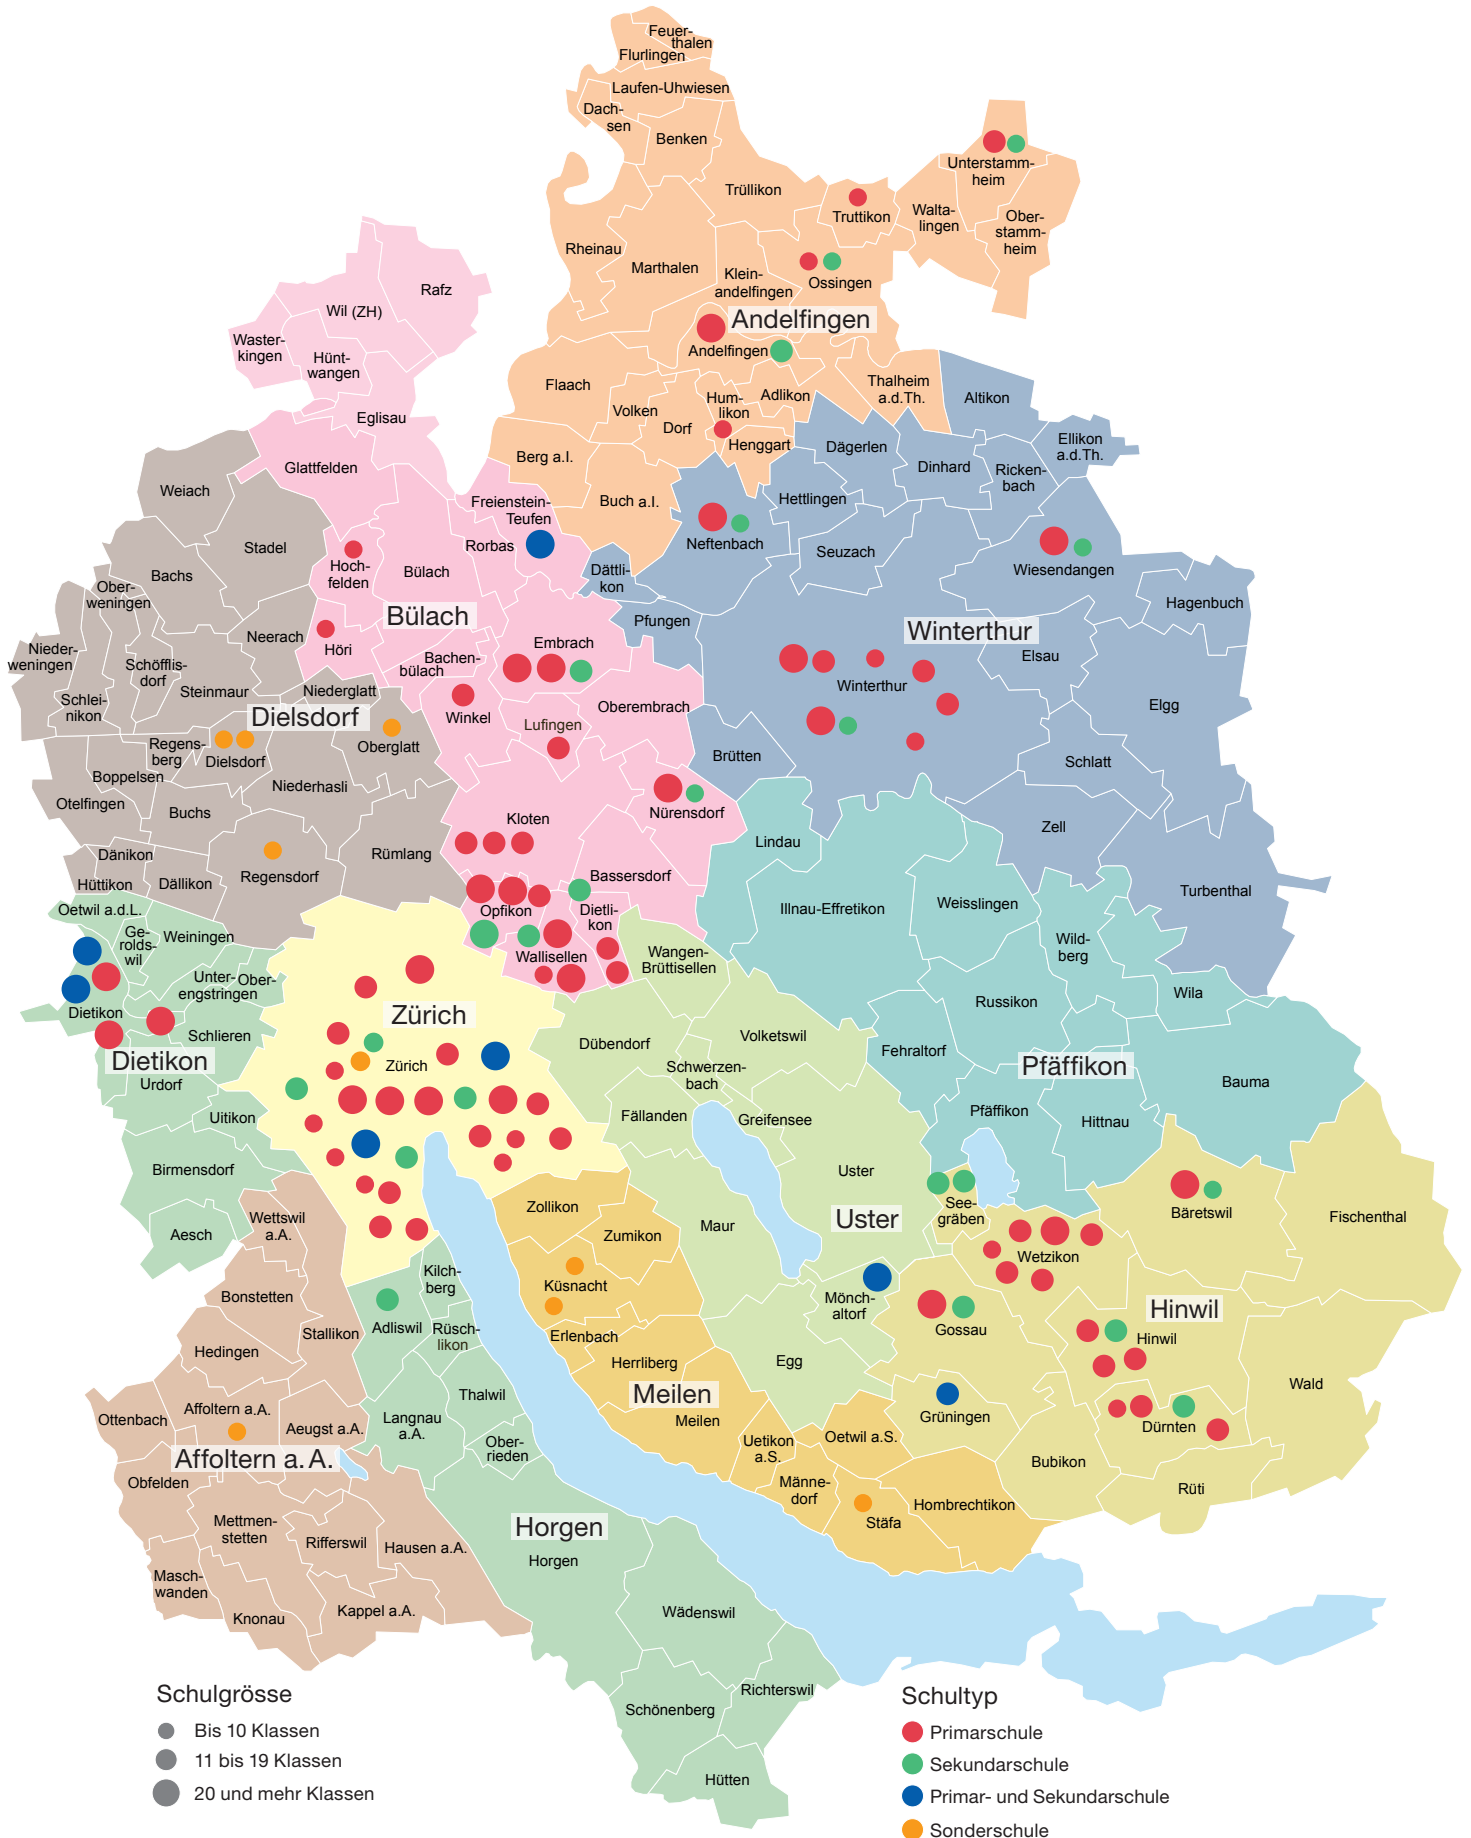 Feuer-
thalen
Flurlingen
Laufen-Uhwiesen
Dach-
sen
Benken
Unterstamm-
heim
Trüllikon
Truttikon
Walta-
lingen
Ober-
stamm-
heim
Rheinau
Marthalen
Klein-
andelfingen
Ossingen
Rafz
Wil (ZH)
Andelfingen
Waster-
kingen
Hünt-
wangen
Andelfingen
Flaach
Thalheim
a.d.Th.
Altikon
Hum-
likon
Adlikon
Volken
Dorf
Eglisau
Henggart
Dägerlen
Ellikon
a.d.Th.
Berg a.I.
Dinhard
Ricken-
bach
Glattfelden
Weiach
Buch a.I.
Hettlingen
Freienstein-
Teufen
Rorbas
Neftenbach
Seuzach
Wiesendangen
Stadel
Hoch-
felden
Bülach
Bachs
Dättli-
kon
Ober-
weningen
Hagenbuch
Bülach
Pfungen
Winterthur
Neerach
Höri
Embrach
Nieder-
weningen
Schöfflis-
dorf
Bachen-
bülach
Elsau
Winterthur
Steinmaur
Niederglatt
Schlei-
nikon
Winkel
Oberembrach
Elgg
Dielsdorf
Lufingen
Regens-
berg
Dielsdorf
Oberglatt
Brütten
Schlatt
Boppelsen
Niederhasli
Otelfingen
Buchs
Nürensdorf
Kloten
Zell
Lindau
Dänikon
Rümlang
Hüttikon
Dällikon
Regensdorf
Bassersdorf
Turbenthal
Oetwil a.d.L.
Opfikon
Dietli-
kon
Illnau-Effretikon
Weisslingen
Ge-
rolds-
wil
Weiningen
Wild-
berg
Wallisellen
Wangen-
Brüttisellen
Unter-
engstringen
Ober-
Wila
Russikon
Dietikon
Zürich
Schlieren
Volketswil
Dübendorf
Fehraltorf
Dietikon
Zürich
Schwerzen-
bach
Pfäffikon
Urdorf
Bauma
Uitikon
Fällanden
Greifensee
Pfäffikon
Hittnau
Birmensdorf
Uster
Zollikon
See-
gräben
Bäretswil
Wettswil
a.A.
Aesch
Maur
Uster
Fischenthal
Zumikon
Wetzikon
Kilch-
berg
Küsnacht
Bonstetten
Mönch-
altorf
Hinwil
Adliswil
Rüsch-
likon
Stallikon
Erlenbach
Gossau
Hinwil
Hedingen
Herrliberg
Egg
Wald
Meilen
Thalwil
Affoltern a.A.
Ottenbach
Aeugst a.A.
Langnau
a.A.
Meilen
Grüningen
Dürnten
Oetwil a.S.
Uetikon
a.S.
Ober-
rieden
Affoltern a. A.
Obfelden
Bubikon
Männe-
dorf
Rüti
Hombrechtikon
Stäfa
Mettmen-
stetten
Rifferswil
Hausen a.A.
Horgen
Horgen
Masch-
wanden
Knonau
Kappel a.A.
Wädenswil
Richterswil
Schönenberg
Hütten
Schulgrösse
Bis 10 Klassen
11 bis 19 Klassen
20 und mehr Klassen
Schultyp
Primarschule
Sekundarschule
Primar- und Sekundarschule
Sonderschule